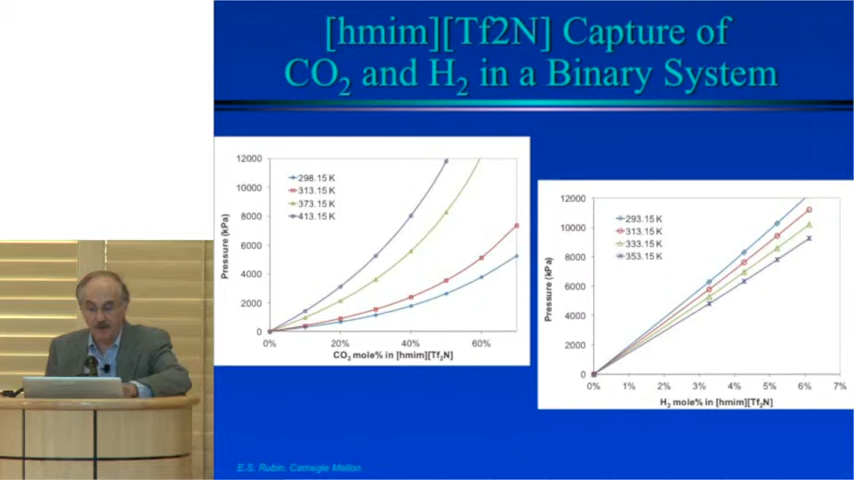 [hmim][Tf2N] Capture of
CO2 and H2 in a Binary System
12000
10000
8000
6000
4000
2000
0
Pressure (kPa)
298.15 K
313.15 K
373.15 K
413.15 K
0% 20% 40% 60%
CO2 mole% in [hmim][Tf2N]
12000
10000
8000
6000
4000
2000
0
Pressure (kPa)
293.15 K
313.15 K
333.15 K
353.15 K
0% 1% 2% 3% 4% 5% 6% 7%
H2 mole% in [hmim][Tf2N]
E.S. Rubin, Carnegie Mellon